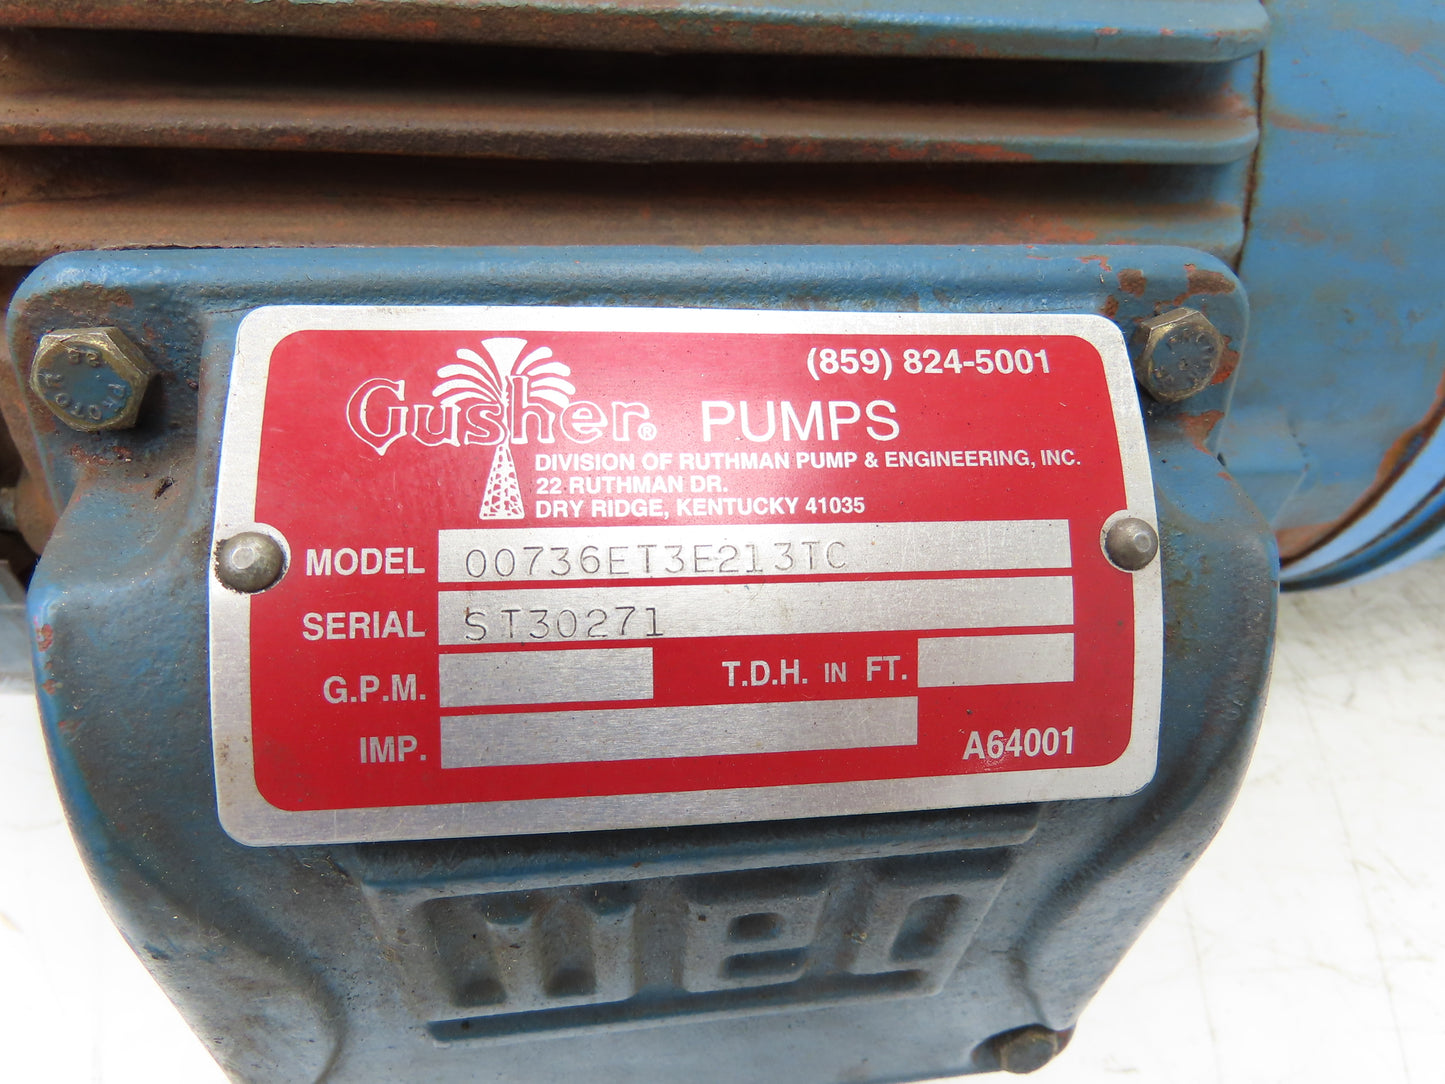 (859) 824-5001
Gusher® PUMPS
DIVISION OF RUTHMAN PUMP & ENGINEERING, INC.
22 RUTHMAN DR.
DRY RIDGE, KENTUCKY 41035
MODEL 00736ET3E213TC
SERIAL ST30271
G.P.M. T.D.H. IN FT.
IMP. A64001
WEG